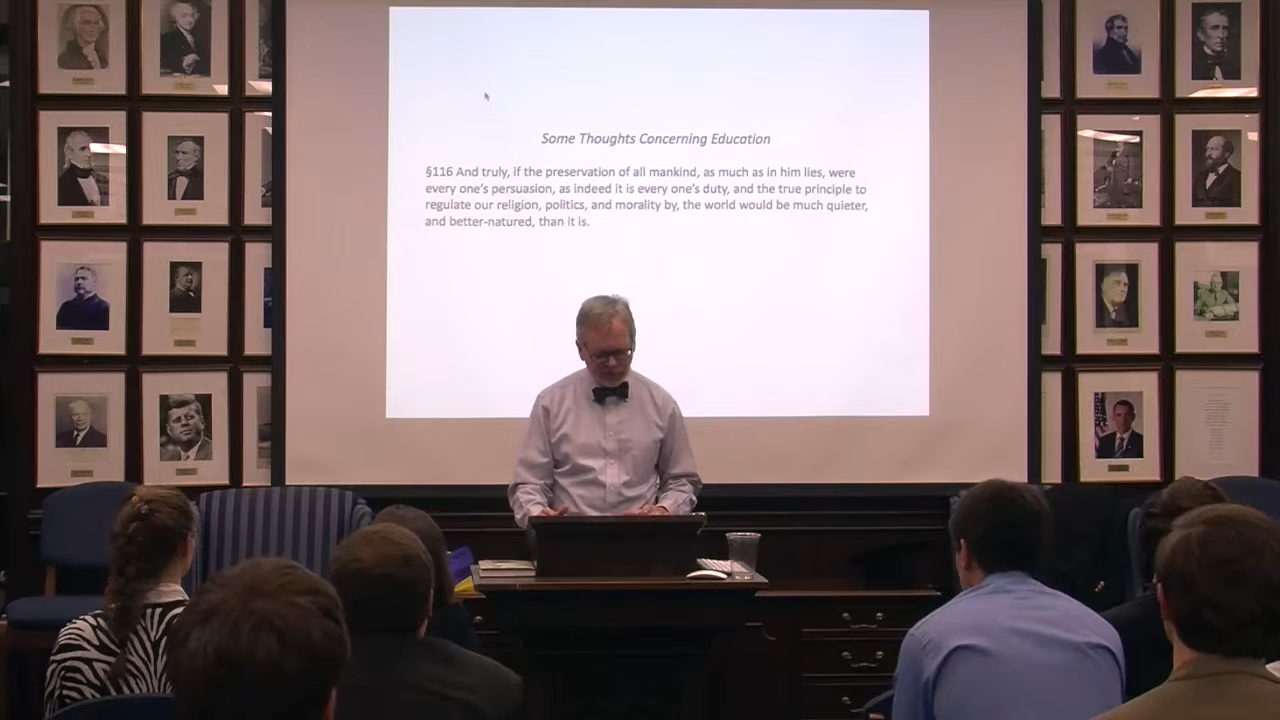 Some Thoughts Concerning Education
§116 And truly, if the preservation of all mankind, as much as in him lies, were
every one's persuasion, as indeed it is every one's duty, and the true principle to
regulate our religion, politics, and morality by, the world would be much quieter,
and better-natured, than it is.